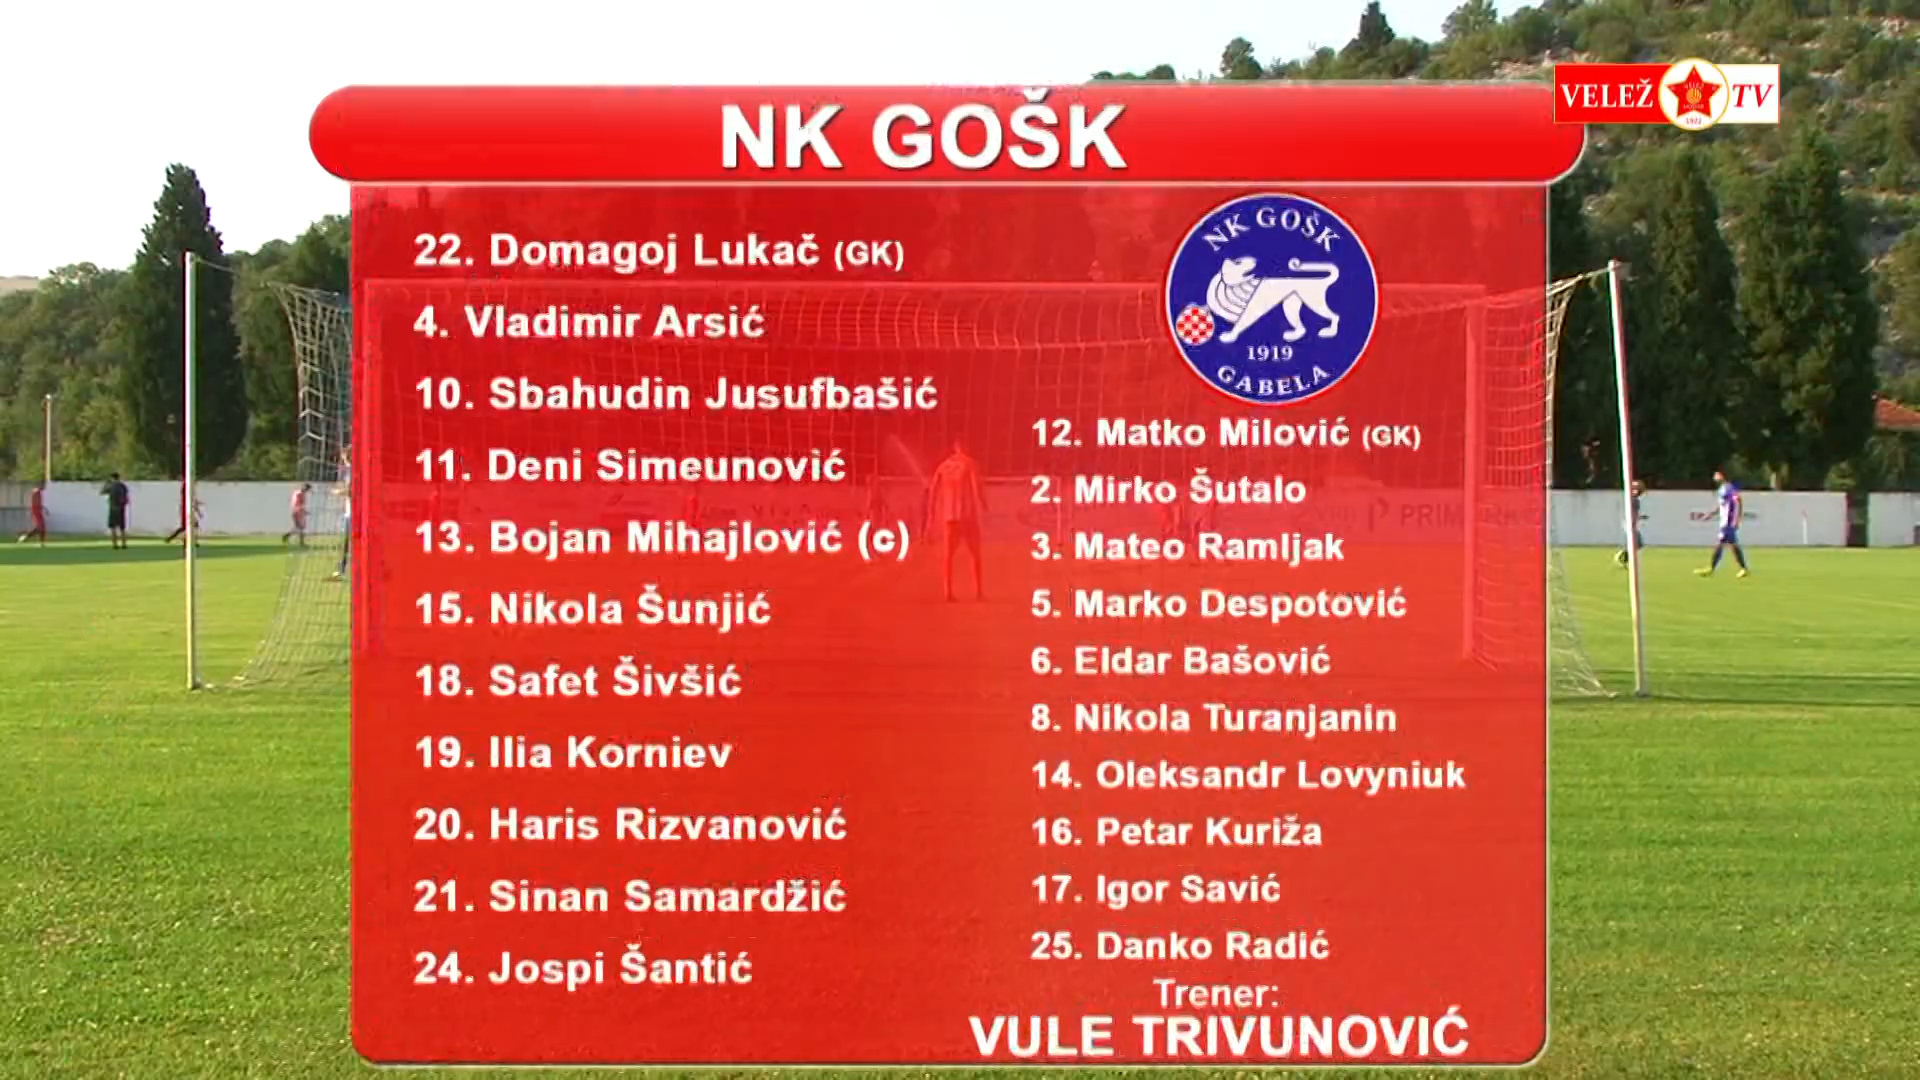 VELEŽ TV
NK GOŠK
22. Domagoj Lukač (GK)
4. Vladimir Arsić
10. Sbahudin Jusufbašić
11. Deni Simeunović
13. Bojan Mihajlović (c)
15. Nikola Šunjić
18. Safet Šivšić
19. Ilia Korniev
20. Haris Rizvanović
21. Sinan Samardžić
24. Jospi Šantić
NK GOŠK
1919
GABELA
12. Matko Milović (GK)
2. Mirko Šutalo
3. Mateo Ramljak
5. Marko Despotović
6. Eldar Bašović
8. Nikola Turanjanin
14. Oleksandr Lovyniuk
16. Petar Kuriža
17. Igor Savić
25. Danko Radić
Trener:
VULE TRIVUNOVIĆ